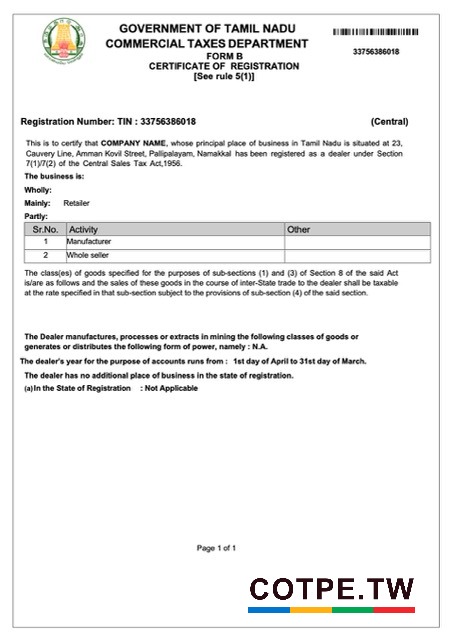 GOVERNMENT OF TAMIL NADU
COMMERCIAL TAXES DEPARTMENT
FORM B
CERTIFICATE OF REGISTRATION
[See rule 5(1)]
33756386018
Registration Number: TIN : 33756386018 (Central)
This is to certify that COMPANY NAME, whose principal place of business in Tamil Nadu is situated at 23,
Cauvery Line, Amman Kovil Street, Pallipalayam, Namakkal has been registered as a dealer under Section
7(1)/7(2) of the Central Sales Tax Act,1956.
The business is:
Wholly:
Mainly: Retailer
Partly:
Sr.No. Activity Other
1 Manufacturer
2 Whole seller
The class(es) of goods specified for the purposes of sub-sections (1) and (3) of Section 8 of the said Act
is/are as follows and the sales of these goods in the course of inter-State trade to the dealer shall be taxable
at the rate specified in that sub-section subject to the provisions of sub-section (4) of the said section.
The Dealer manufactures, processes or extracts in mining the following classes of goods or
generates or distributes the following form of power, namely : N.A.
The dealer's year for the purpose of accounts runs from : 1st day of April to 31st day of March.
The dealer has no additional place of business in the state of registration.
(a) In the State of Registration : Not Applicable
Page 1 of 1
COTPE.TW